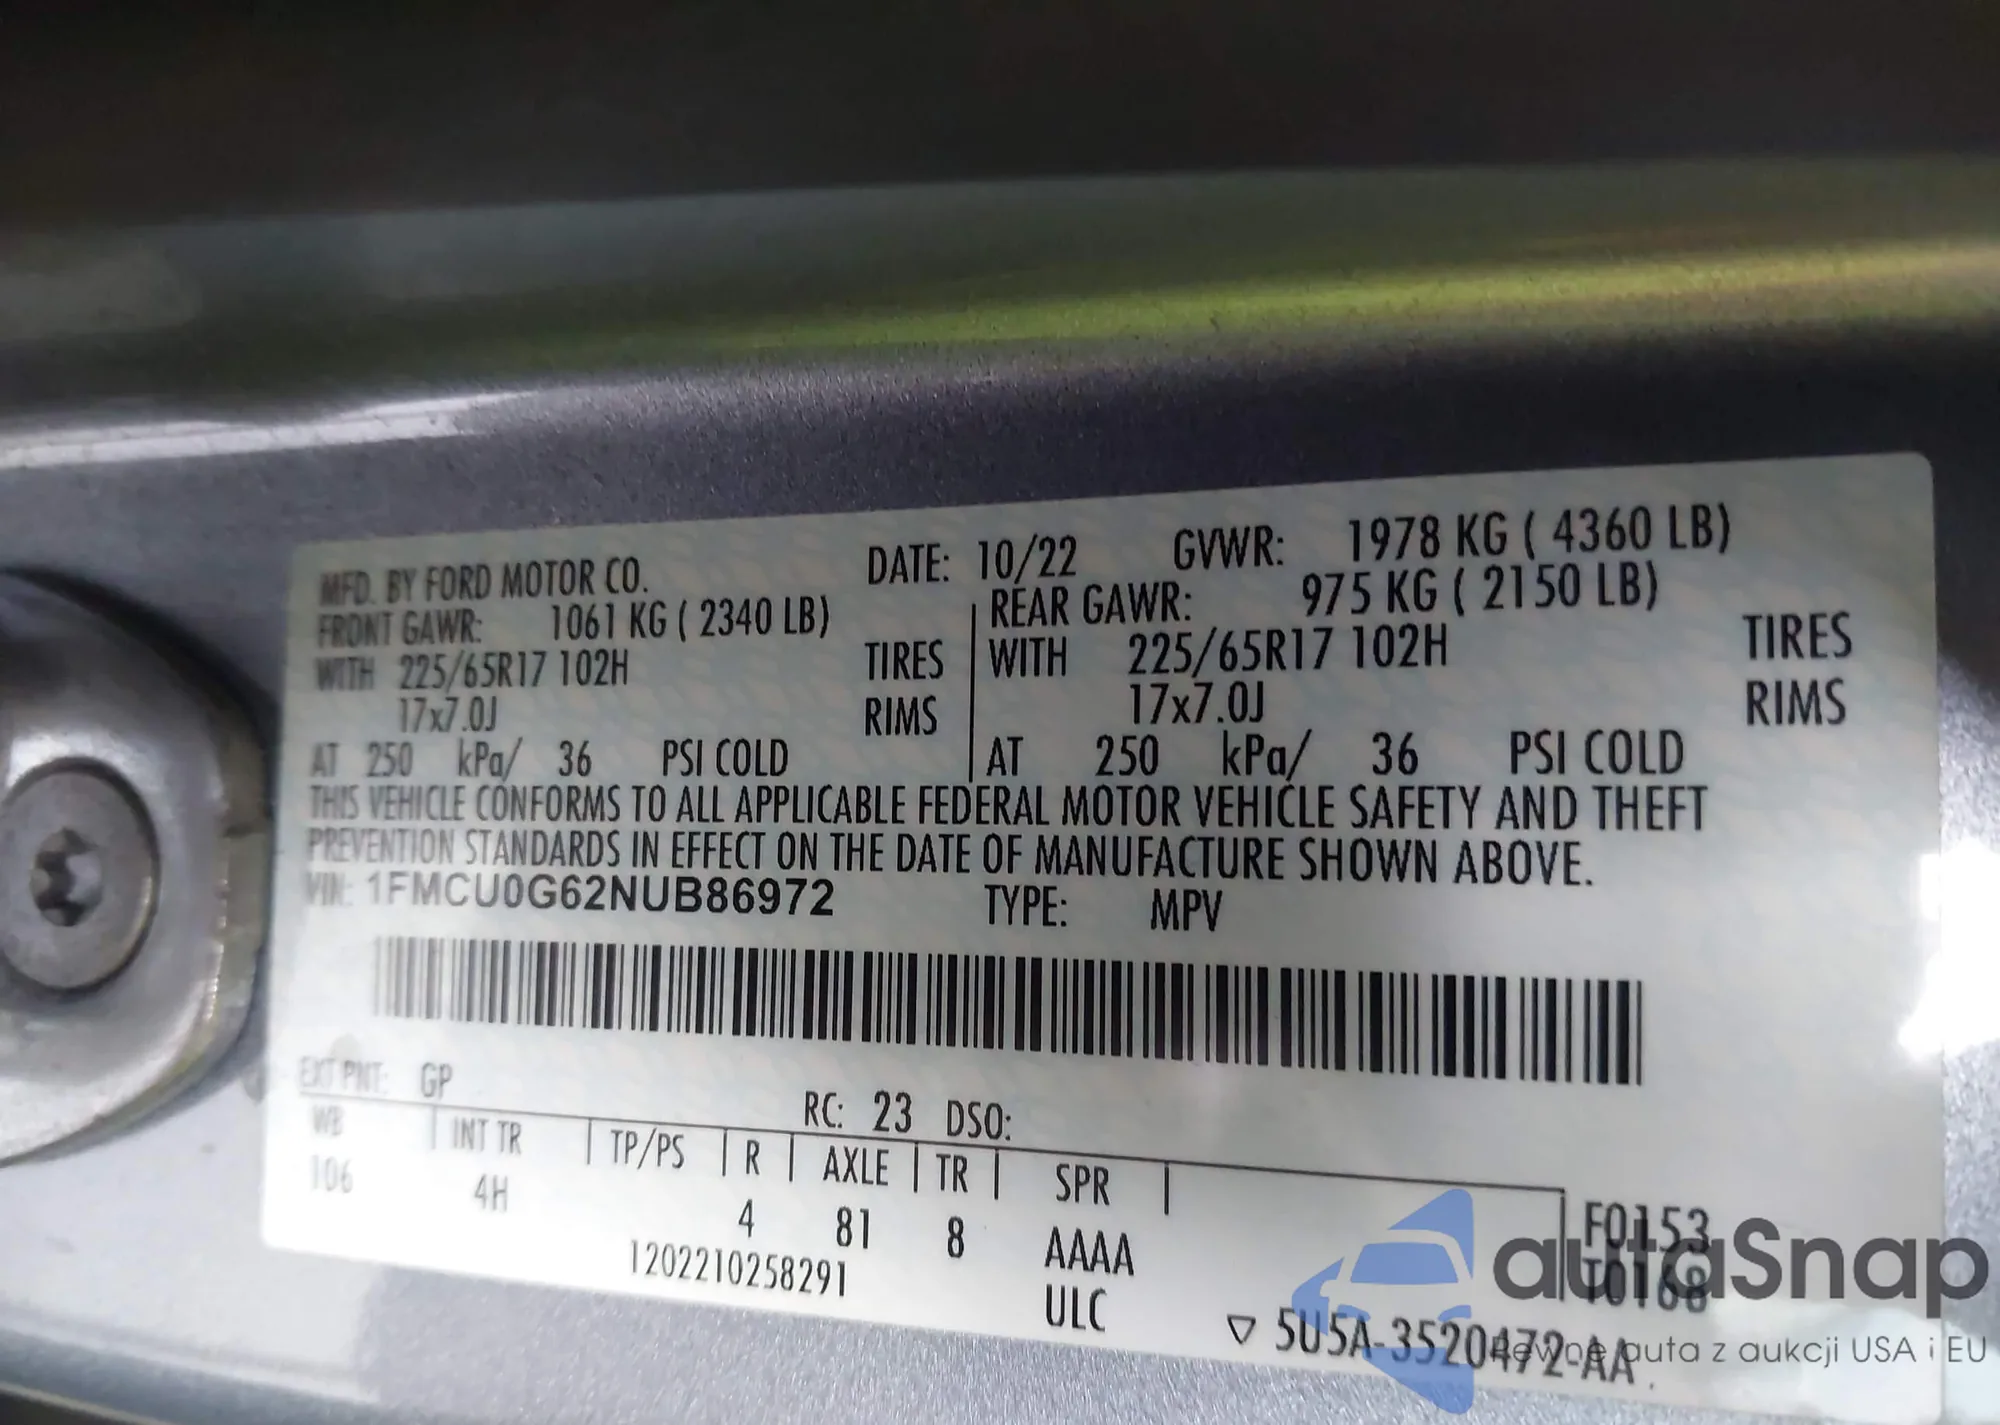 MFD. BY FORD MOTOR CO. DATE: 10/22 GVWR: 1978 KG ( 4360 LB)
FRONT GAWR: 1061 KG ( 2340 LB) REAR GAWR: 975 KG ( 2150 LB)
WITH 225/65R17 102H TIRES WITH 225/65R17 102H TIRES
17x7.0J RIMS 17x7.0J RIMS
AT 250 kPa/ 36 PSI COLD AT 250 kPa/ 36 PSI COLD
THIS VEHICLE CONFORMS TO ALL APPLICABLE FEDERAL MOTOR VEHICLE SAFETY AND THEFT
PREVENTION STANDARDS IN EFFECT ON THE DATE OF MANUFACTURE SHOWN ABOVE.
VIN: 1FMCU0G62NUB86972 TYPE: MPV
EXT PNT: GP RC: 23 DSO:
WB INT TR TP/PS R AXLE TR SPR
106 4H 4 81 8 AAAA
F0153
T0168
1202210258291 ULC
▽ 5U5A-3520472-AA
autaSnap
Pewne auta z aukcji USA i EU